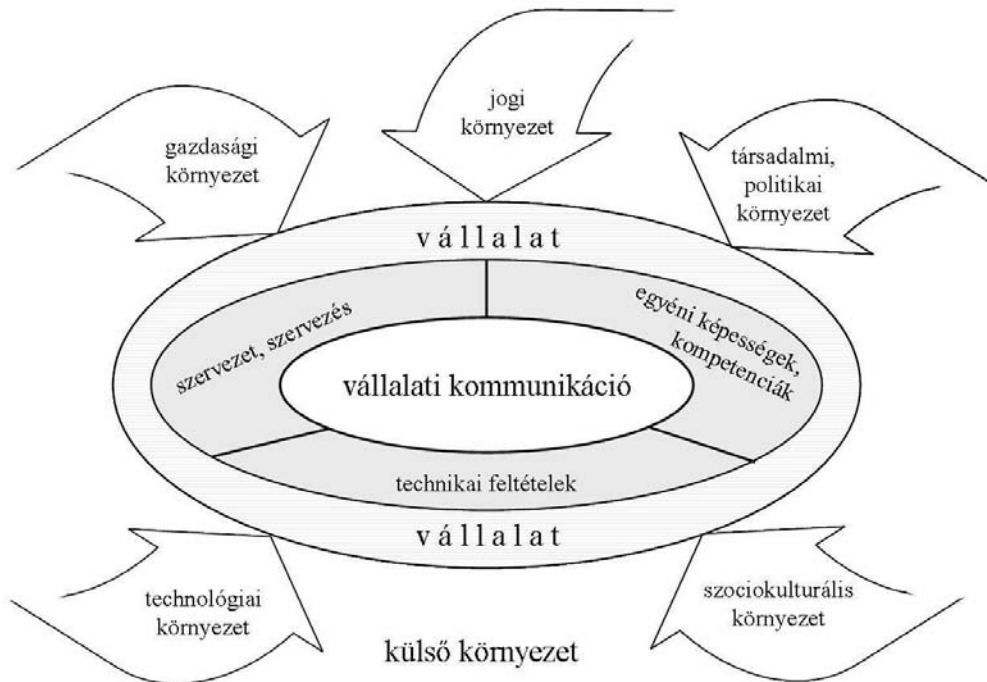 jogi
környezet
gazdasági
környezet
társadalmi,
politikai
környezet
vállalat
szervezet, szervezés
egyéni képességek,
kompetenciák
vállalati kommunikáció
technikai feltételek
vállalat
technológiai
környezet
szociokulturális
környezet
külső környezet